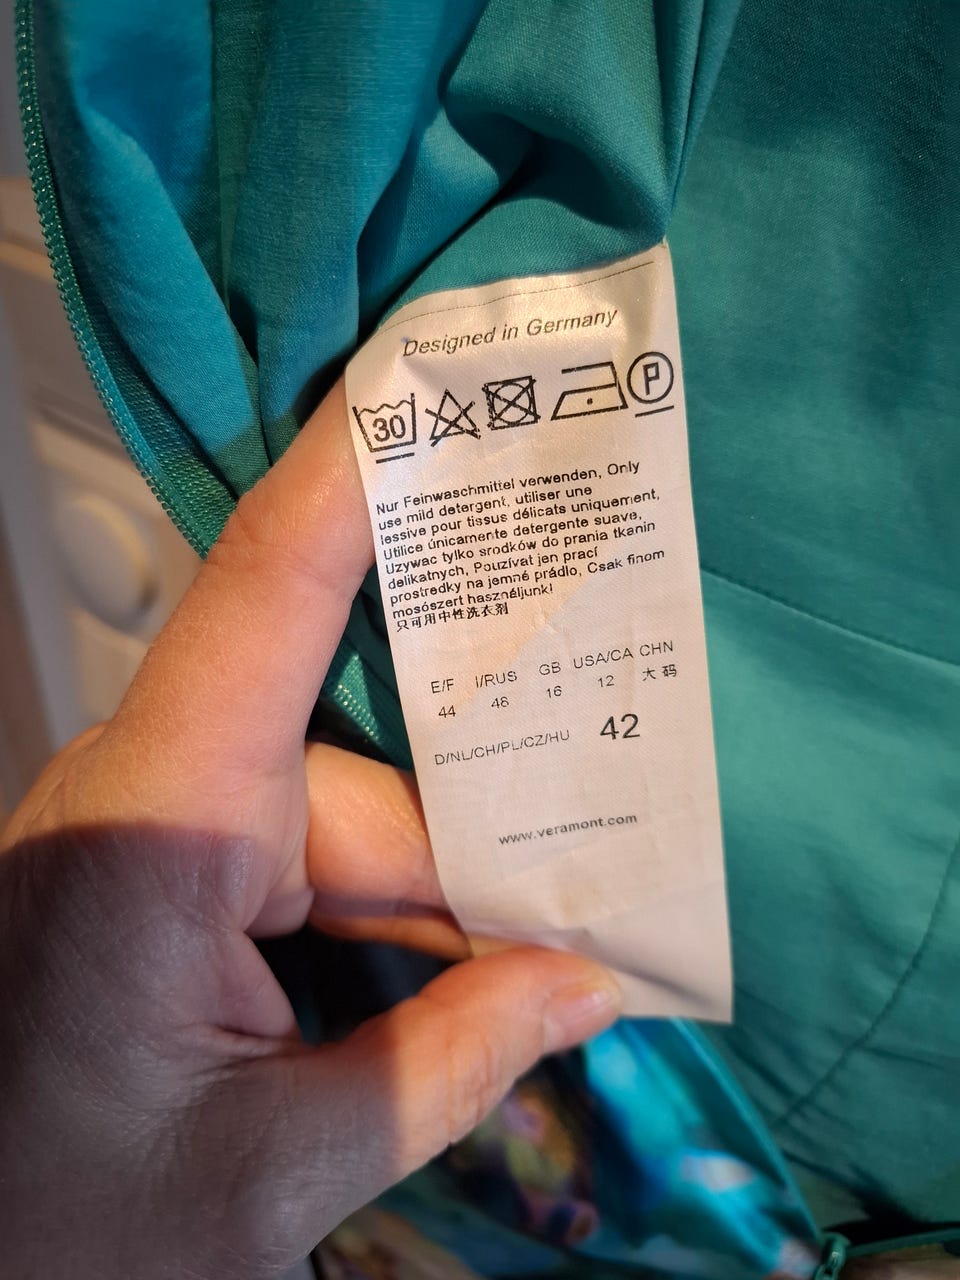 Designed in Germany
30 P
Nur Feinwaschmittel verwenden, Only
use mild detergent, utiliser une
lessive pour tissus délicats uniquement,
Utilice únicamente detergente suave,
Uzywac tylko srodków do prania tkanin
delikatnych, Pouzívat jen prací
prostredky na jemné prádlo, Csak finom
mosószert használjunk!
只可用中性洗衣剂
E/F I/RUS GB USA/CA CHN
44 48 16 12 大码
D/NL/CH/PL/CZ/HU 42
www.veramont.com